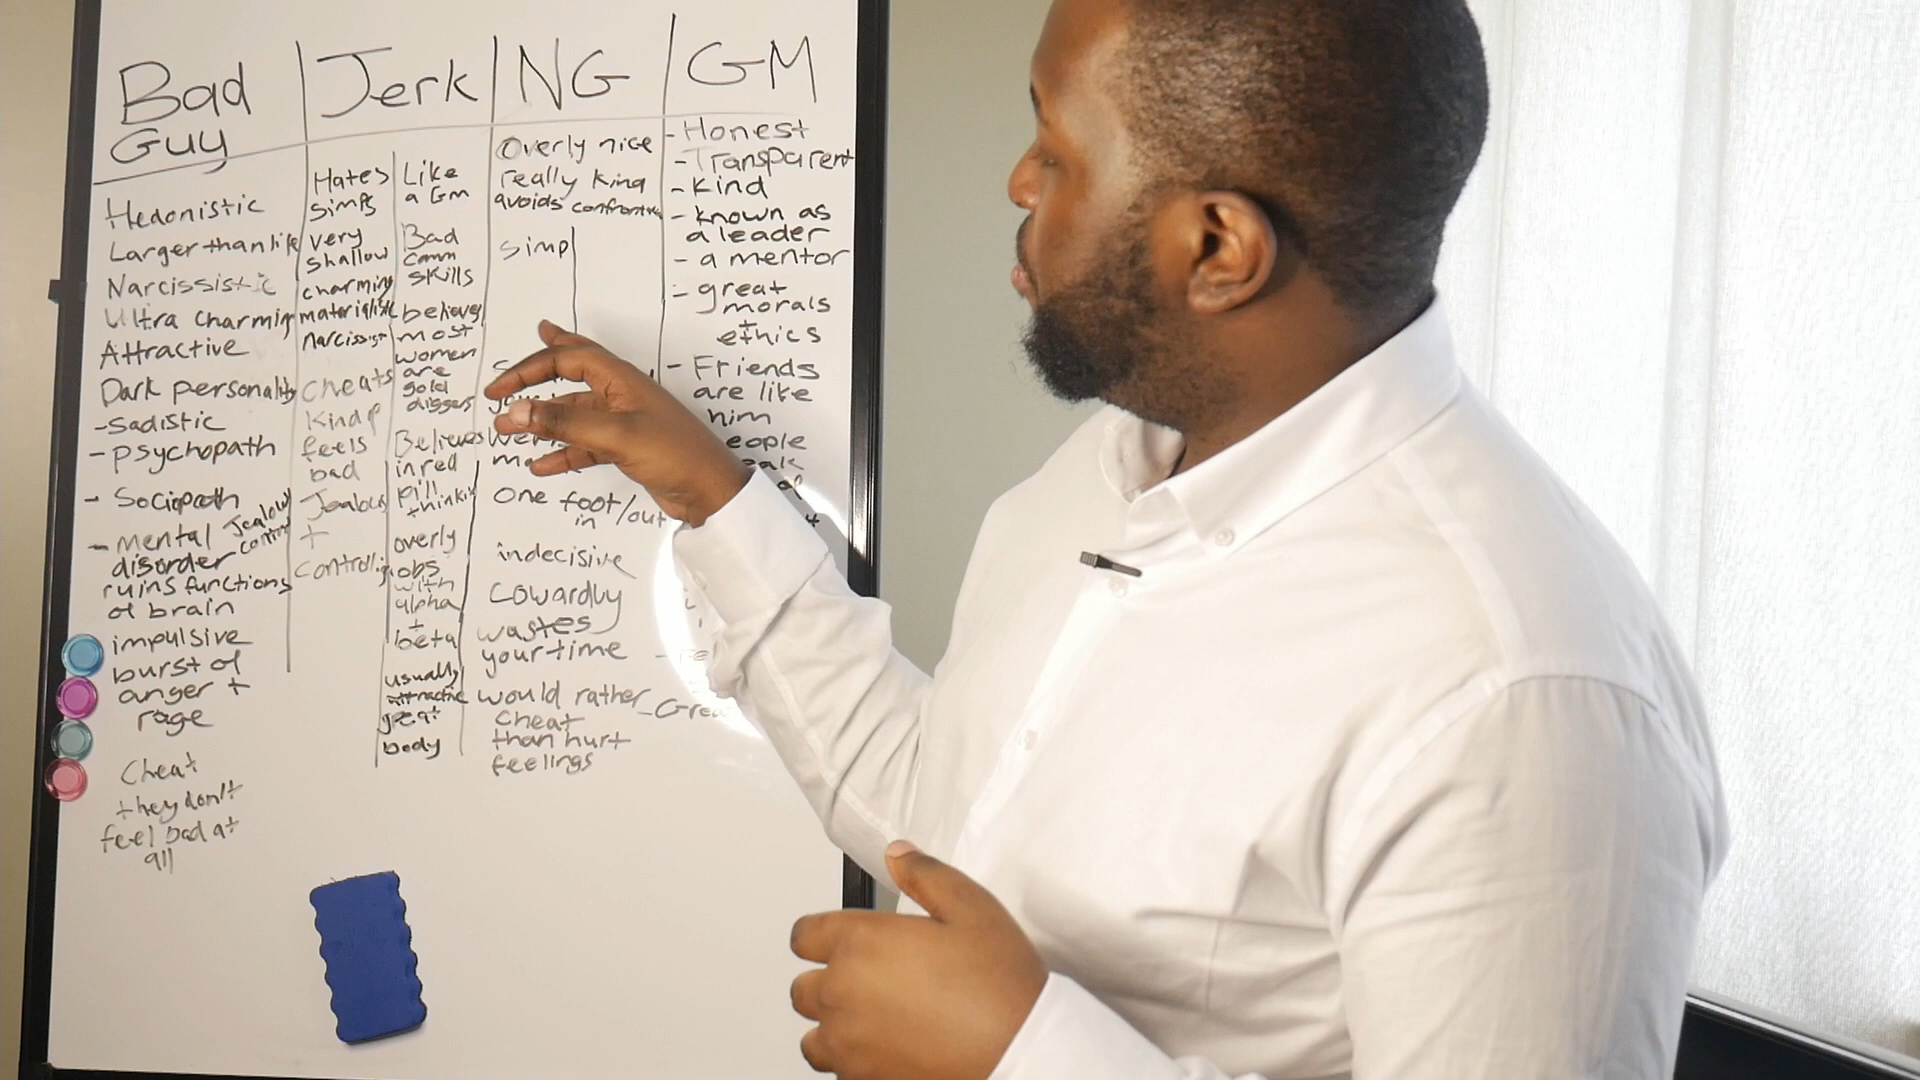 Bad
Guy
Hedonistic
Larger than life
Narcissistic
Ultra charming
Attractive
Dark personality
-Sadistic
-psychopath
- Sociopath
- mental
disorder
Jealous
control
ruins functions
of brain
impulsive
burst of
anger +
rage
Cheat
they don't
feel bad at
all
Jerk
Hates
simps
very
shallow
charming
materialistic
narcissist
cheats
Kind of
feels
bad
Jealous
+
controlling
Like
a Gm
Bad
comm
skills
believes
most
women
are
gold
diggers
Believes
in red
pill
thinkin
overly
obs
with
alpha
+
beta
usually
attractive
great
body
NG
Overly nice
really kind
avoids
simp
one foot
in /out
indecisive
Cowardly
wastes
your time
would rather
Cheat
than hurt
feelings
GM
- Honest
- Transparent
- Kind
- known as
a leader
- a mentor
- great
morals
+
ethics
- Friends
are like
him